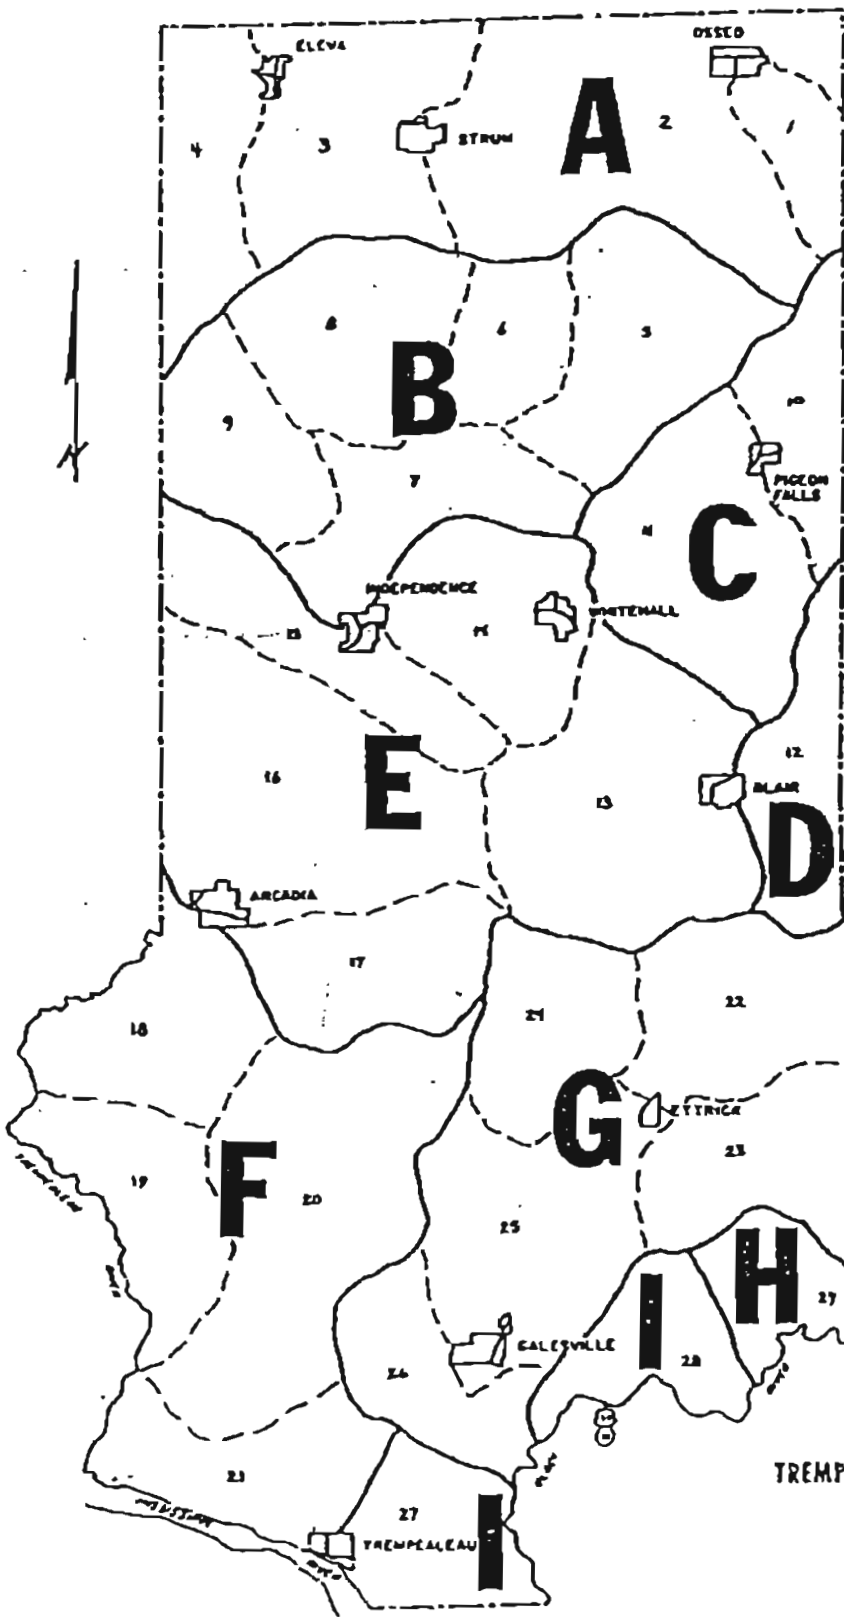 ELEVA
OSSEO
A
4
3
STRUM
2
1
8
6
5
B
9
10
7
PIGEON
FALLS
C
11
INDEPENDENCE
WHITEHALL
15
14
E
16
12
13
BLAIR
D
ARCADIA
17
18
24
22
G
ETTRICK
F
19
20
23
25
H
I
GALESVILLE
28
26
21
TREMP
27
I
TREMPEALEAU
N